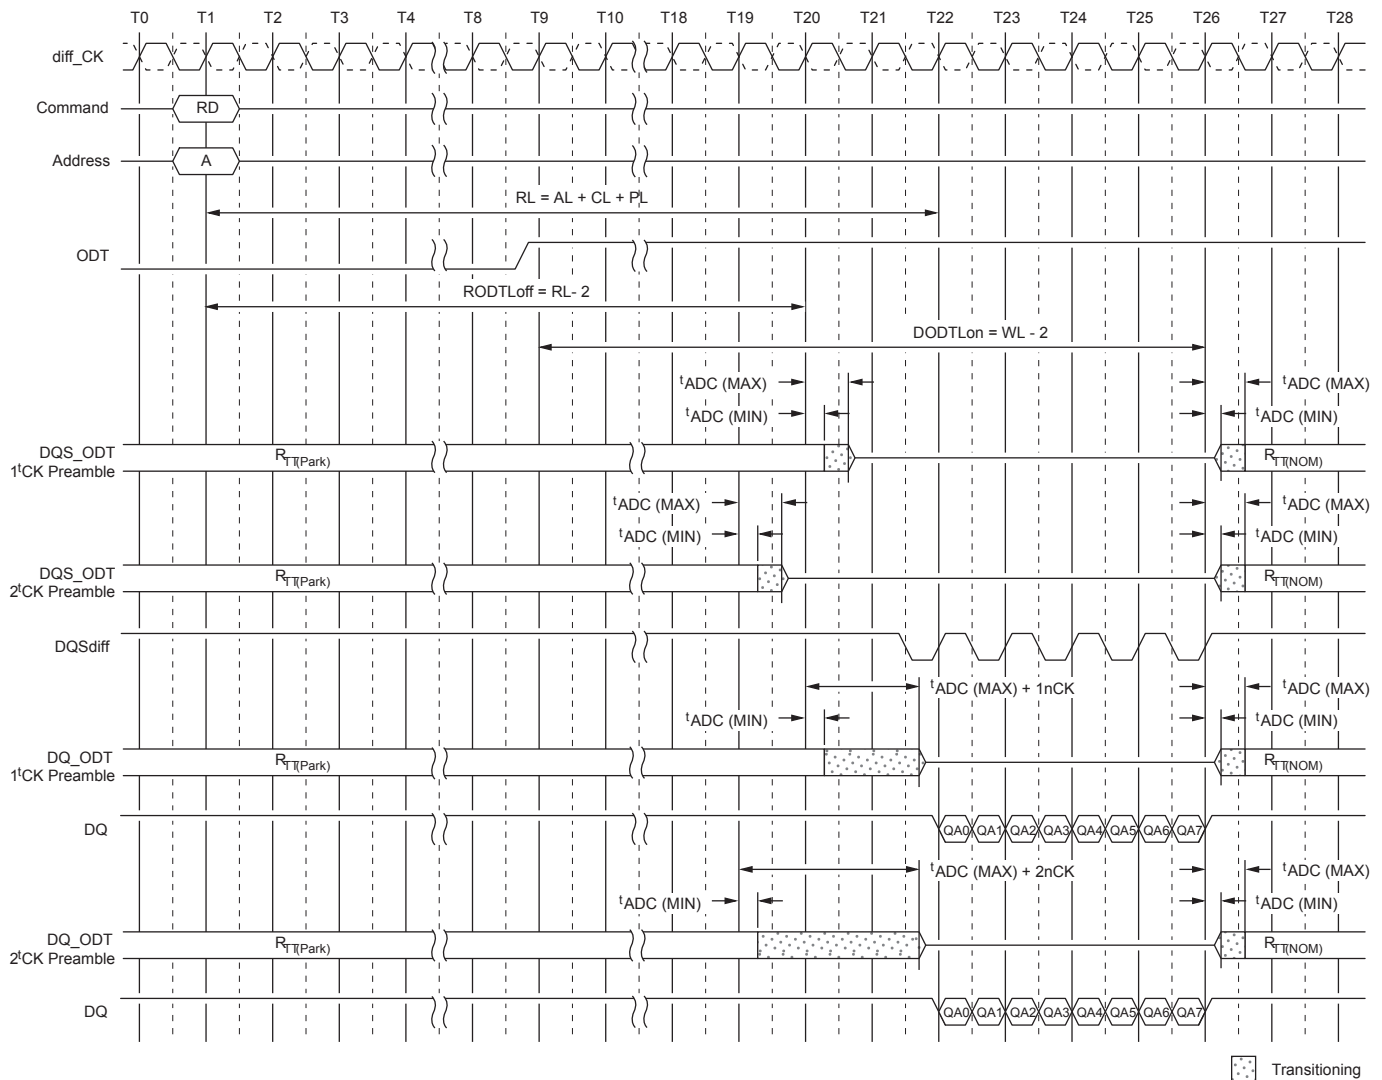 T0 T1 T2 T3 T4 T8 T9 T10 T18 T19 T20 T21 T22 T23 T24 T25 T26 T27 T28
diff_CK
Command RD
Address A
RL = AL + CL + PL
ODT
RODTLoff = RL- 2
DODTLon = WL - 2
tADC (MAX) tADC (MAX)
tADC (MIN) tADC (MIN)
DQS_ODT
1tCK Preamble
RTT(Park) RTT(NOM)
tADC (MAX) tADC (MAX)
tADC (MIN) tADC (MIN)
DQS_ODT
2tCK Preamble
RTT(Park) RTT(NOM)
DQSdiff
tADC (MAX) + 1nCK tADC (MAX)
tADC (MIN) tADC (MIN)
DQ_ODT
1tCK Preamble
RTT(Park) RTT(NOM)
DQ QA0 QA1 QA2 QA3 QA4 QA5 QA6 QA7
tADC (MAX) + 2nCK tADC (MAX)
tADC (MIN) tADC (MIN)
DQ_ODT
2tCK Preamble
RTT(Park) RTT(NOM)
DQ QA0 QA1 QA2 QA3 QA4 QA5 QA6 QA7
Transitioning